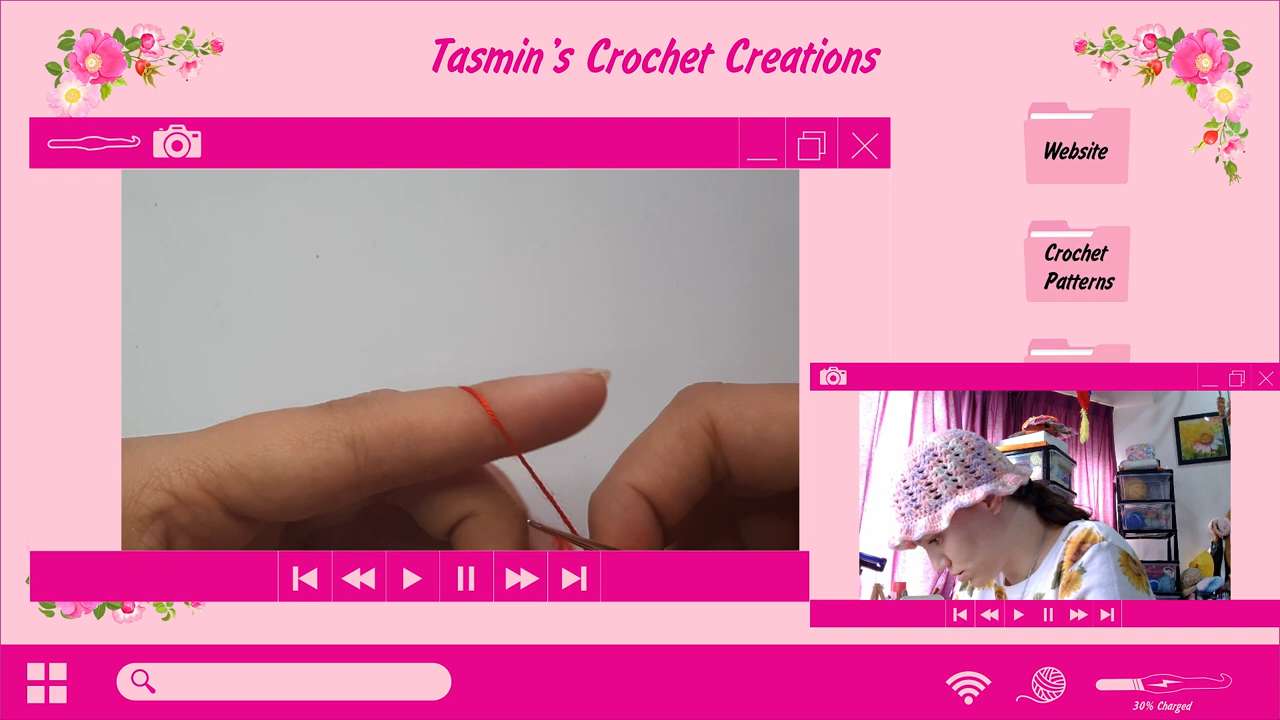 Tasmin's Crochet Creations
Website
Crochet
Patterns
30% Charged